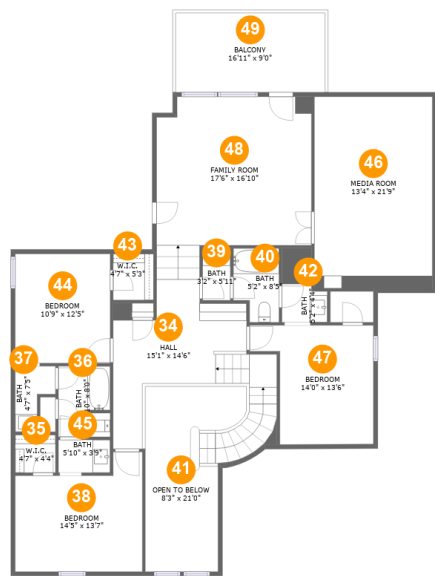 49
BALCONY
16'11" x 9'0"
48
FAMILY ROOM
17'6" x 16'10"
46
MEDIA ROOM
13'4" x 21'9"
43
W.I.C.
4'7" x 5'3"
39
BATH
3'2" x 5'11"
40
BATH
5'2" x 8'5"
42
BATH
44
BEDROOM
10'9" x 12'5"
34
HALL
15'1" x 14'6"
37
BATH
4'7" x 7'5"
36
BATH
47
BEDROOM
14'0" x 13'6"
35
W.I.C.
4'7" x 4'4"
45
BATH
5'10" x 3'9"
41
OPEN TO BELOW
8'3" x 21'0"
38
BEDROOM
14'5" x 13'7"